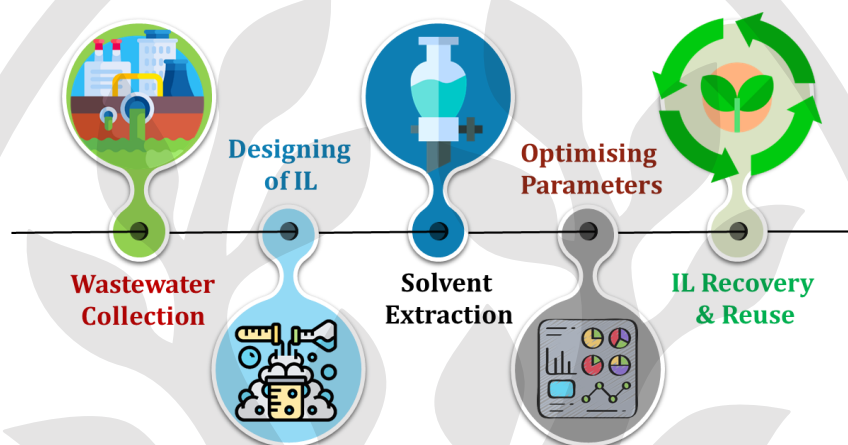 Wastewater
Collection
Designing
of IL
Solvent
Extraction
Optimising
Parameters
IL Recovery
& Reuse